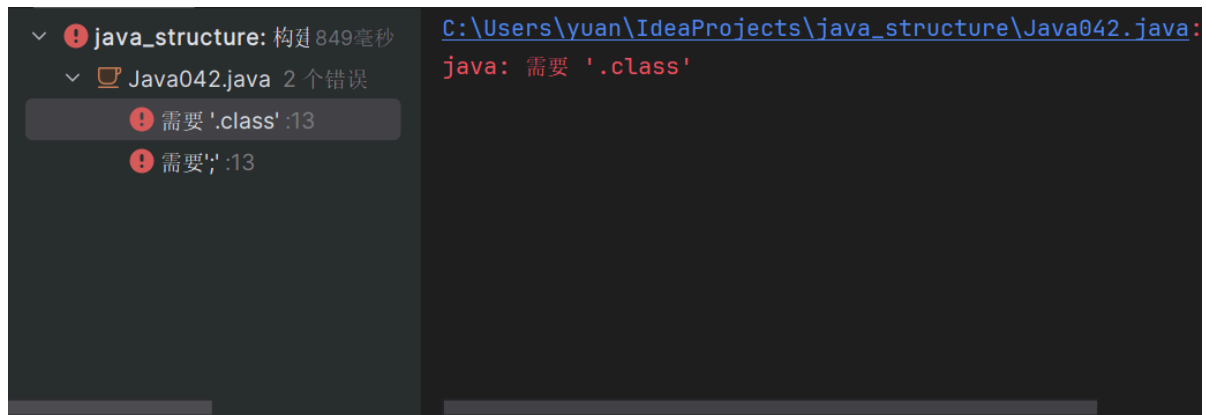 java_structure: 构建 849毫秒
Java042.java 2 个错误
需要 '.class' :13
需要';' :13
C:\Users\yuan\IdeaProjects\java_structure\Java042.java:
java: 需要 '.class'